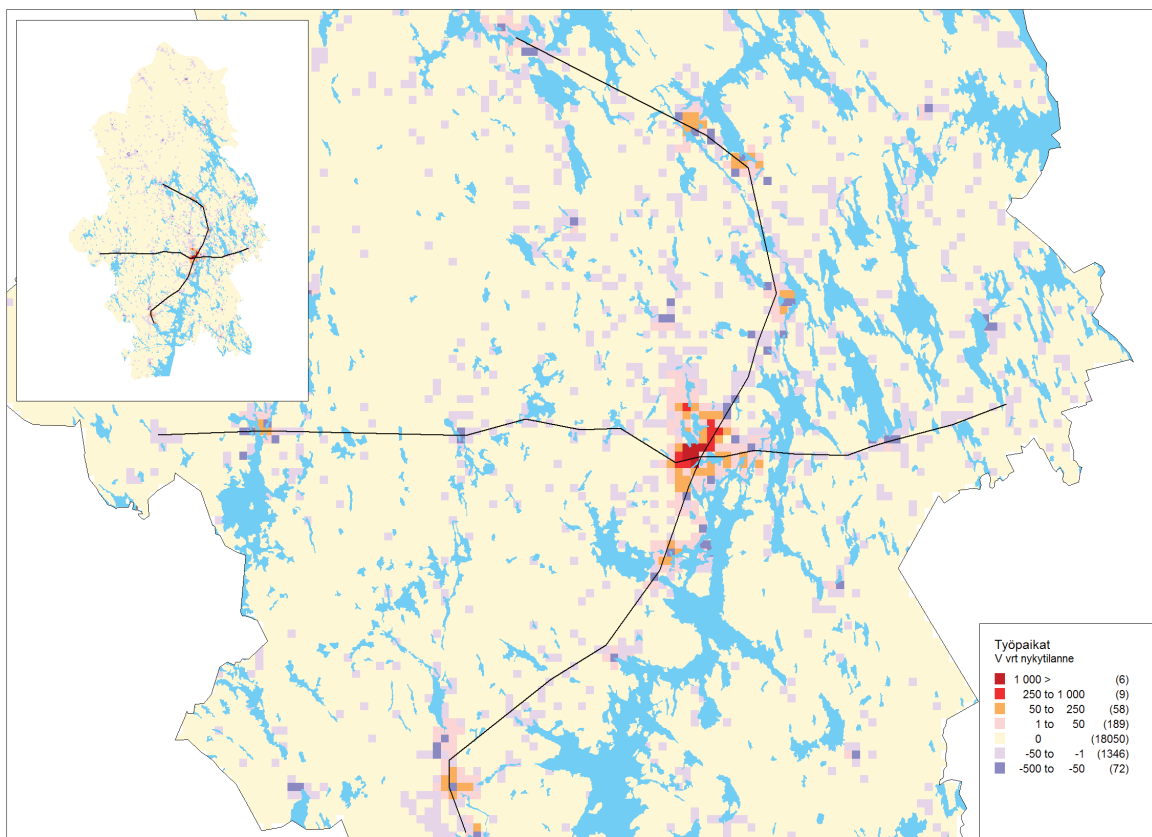 Työpaikat
V vrt nykytilanne
1 000 > (6)
250 to 1 000 (9)
50 to 250 (58)
1 to 50 (189)
0 (18050)
-50 to -1 (1346)
-500 to -50 (72)